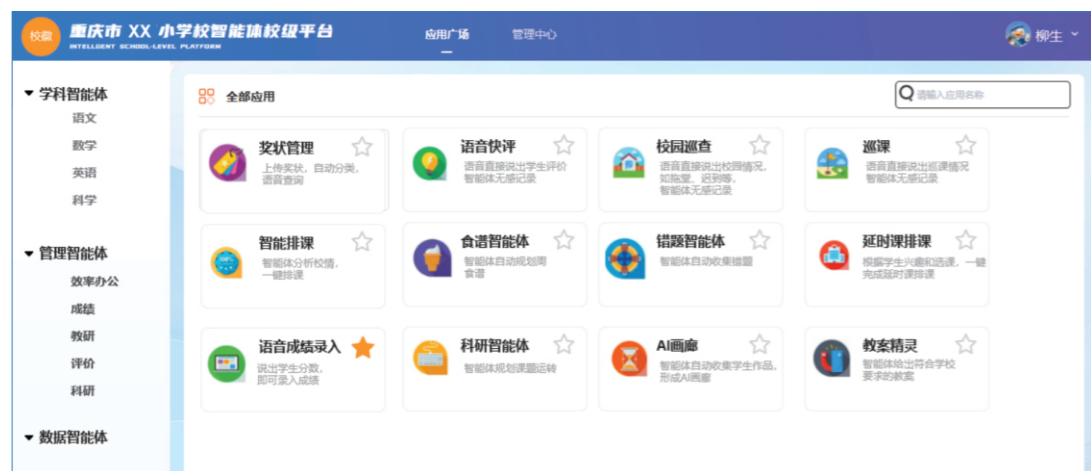 校徽
重庆市 XX 小学校智能体校级平台
INTELLGENT SCHOOL-LEVEL PLATFORM
应用广场
管理中心
柳生
学科智能体
语文
数学
英语
科学
管理智能体
效率办公
成绩
教研
评价
科研
数据智能体
全部应用
请输入应用名称
奖状管理
上传奖状，自动分类，
语音查询
语音快评
语音直接说出学生评价
智能体无感记录
校园巡查
语音直接说出校园情况，
如拖堂、迟到等，
智能体无感记录
巡课
语音直接说出巡课情况
智能体无感记录
智能排课
智能体分析校情，
一键排课
食谱智能体
智能体自动规划周
食谱
错题智能体
智能体自动收集错题
延时课排课
根据学生兴趣和选课，一键
完成延时课排课
语音成绩录入
说出学生分数，
即可录入成绩
科研智能体
智能体规划课题运转
AI画廊
智能体自动收集学生作品，
形成AI画廊
教案精灵
智能体给出符合学校
要求的教案